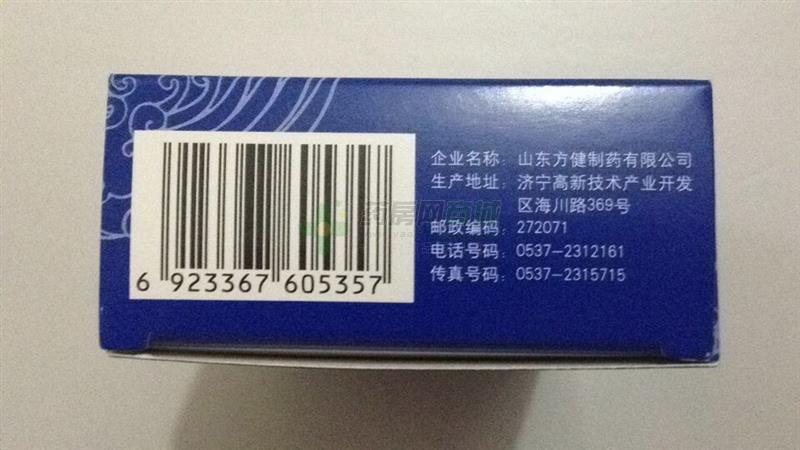 企业名称：山东方健制药有限公司
生产地址：济宁高新技术产业开发
区海川路369号
邮政编码：272071
电话号码：0537-2312161
传真号码：0537-2315715
6 923367 605357
药房网商城